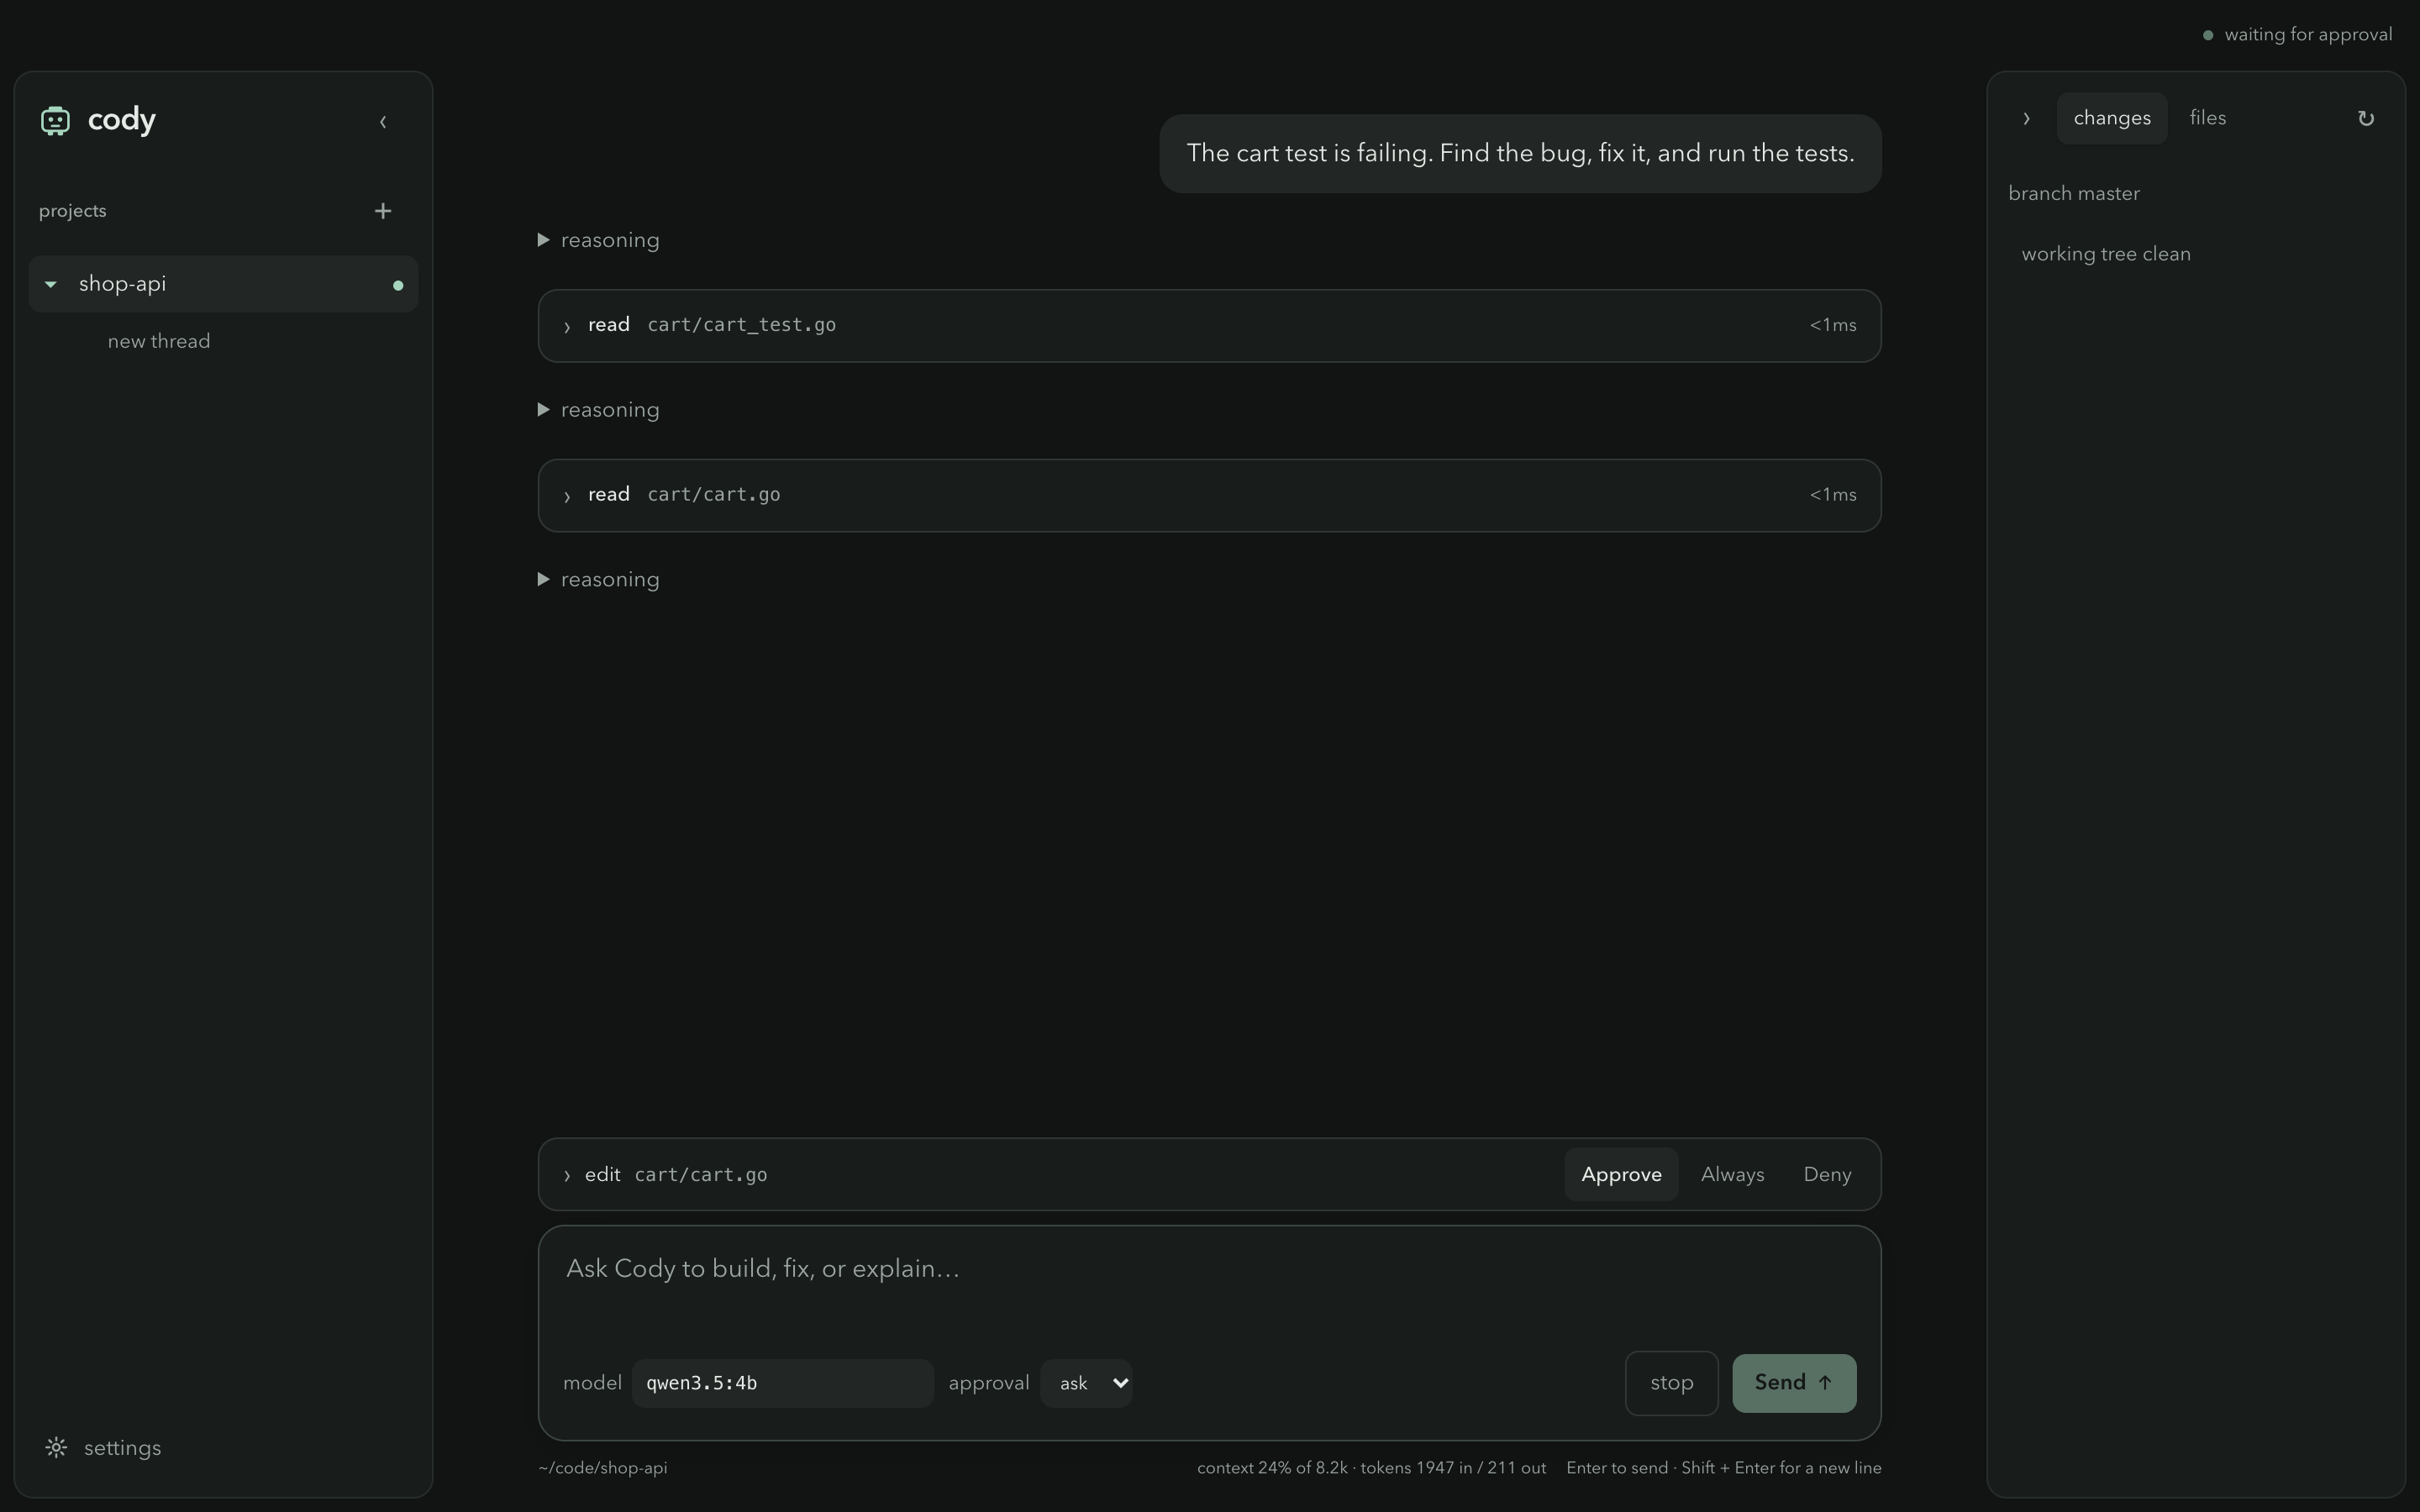 waiting for approval
cody
projects
shop-api
new thread
settings
The cart test is failing. Find the bug, fix it, and run the tests.
reasoning
read cart/cart_test.go <1ms
reasoning
read cart/cart.go <1ms
reasoning
edit cart/cart.go Approve Always Deny
Ask Cody to build, fix, or explain…
model qwen3.5:4b approval ask stop Send ↑
~/code/shop-api context 24% of 8.2k · tokens 1947 in / 211 out Enter to send · Shift + Enter for a new line
changes files
branch master
working tree clean